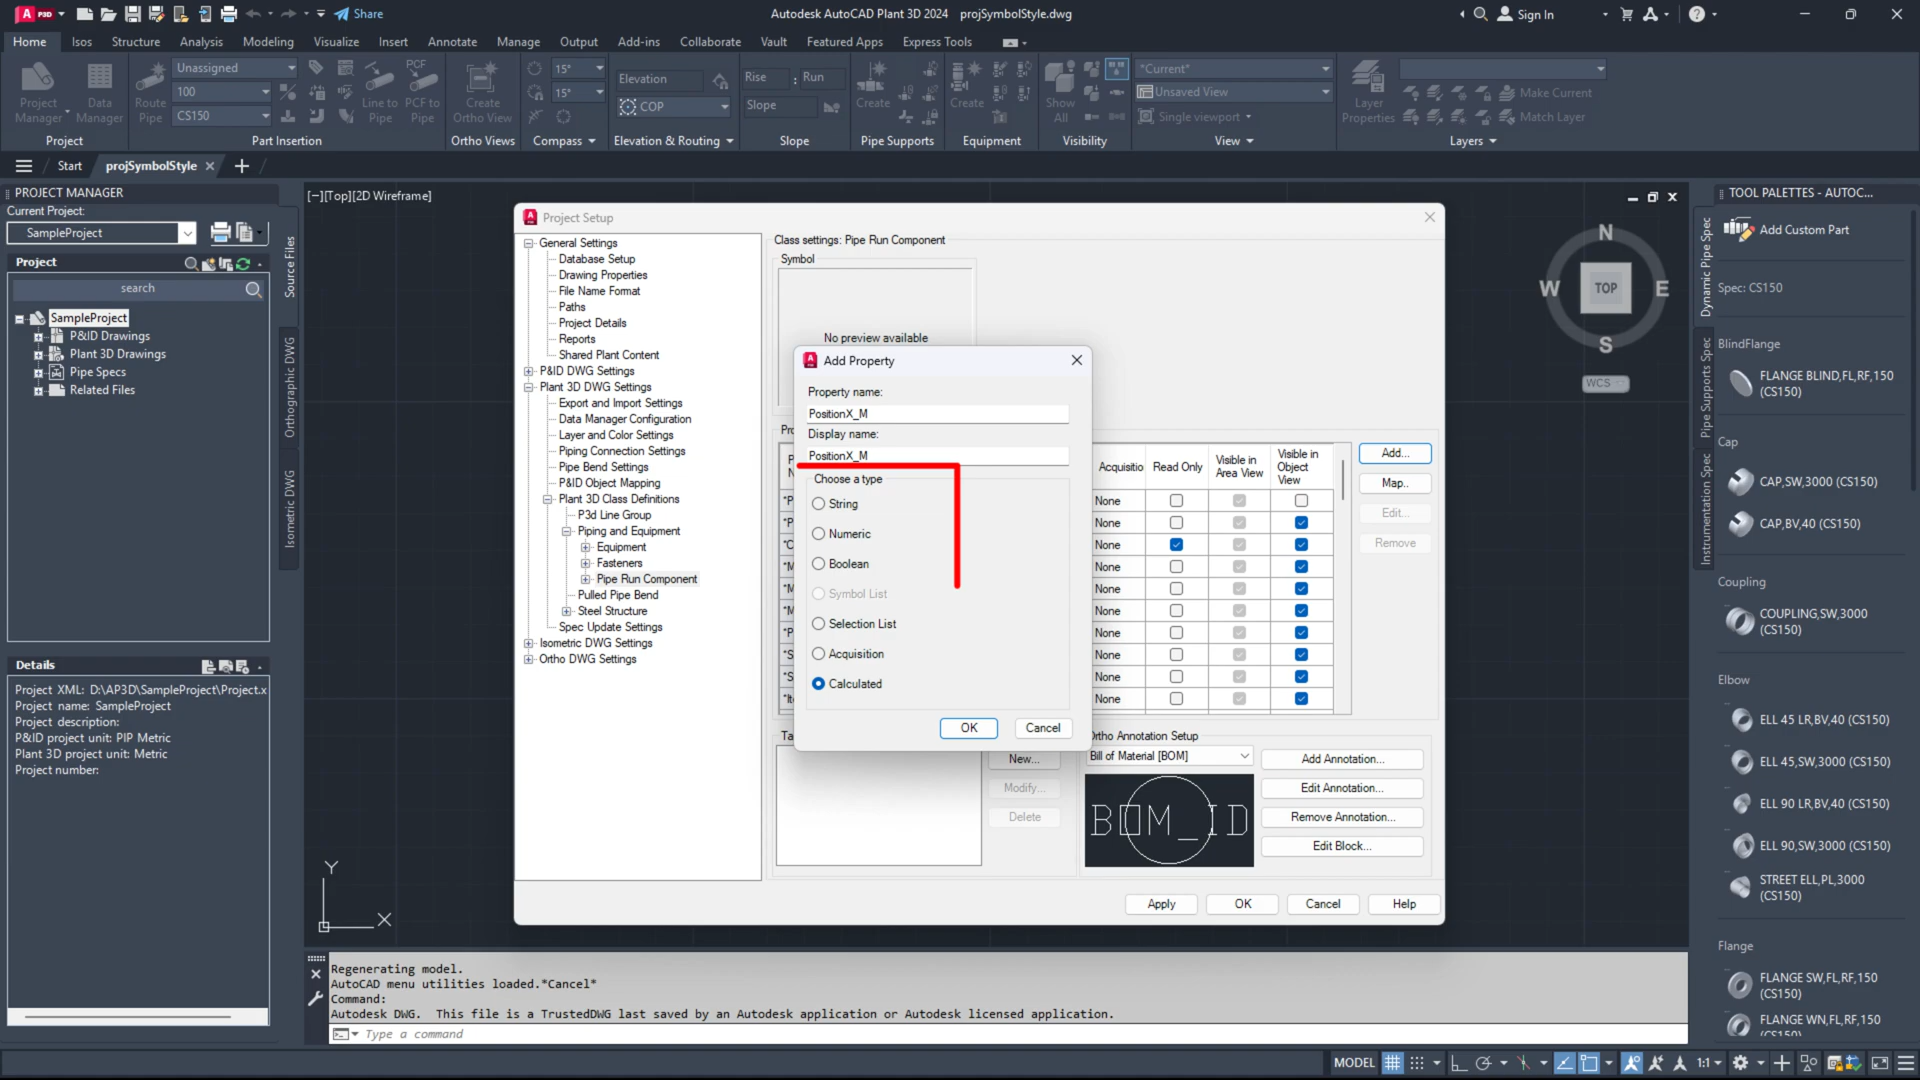 P3D
Share
Autodesk AutoCAD Plant 3D 2024 projSymbolStyle.dwg
Sign In
Home Isos Structure Analysis Modeling Visualize Insert Annotate Manage Output Add-ins Collaborate Vault Featured Apps Express Tools
Project Manager
Data Manager
Project
Route Pipe
Unassigned
100
CS150
Line to Pipe
PCF
PCF to Pipe
Part Insertion
Create Ortho View
Ortho Views
15°
15°
Compass
Elevation
COP
Elevation & Routing
Rise : Run
Slope
Slope
Create
Pipe Supports
Create
Equipment
Show All
Visibility
*Current*
Unsaved View
Single viewport
View
Layer Properties
Make Current
Match Layer
Layers
Start
projSymbolStyle
PROJECT MANAGER
Current Project:
SampleProject
Project
search
SampleProject
P&ID Drawings
Plant 3D Drawings
Pipe Specs
Related Files
Source Files
Orthographic DWG
Isometric DWG
Details
Project XML: D:\AP3D\SampleProject\Project.x
Project name: SampleProject
Project description:
P&ID project unit: PIP Metric
Plant 3D project unit: Metric
Project number:
[−][Top][2D Wireframe]
Project Setup
General Settings
Database Setup
Drawing Properties
File Name Format
Paths
Project Details
Reports
Shared Plant Content
P&ID DWG Settings
Plant 3D DWG Settings
Export and Import Settings
Data Manager Configuration
Layer and Color Settings
Piping Connection Settings
Pipe Bend Settings
P&ID Object Mapping
Plant 3D Class Definitions
P3d Line Group
Piping and Equipment
Equipment
Fasteners
Pipe Run Component
Pulled Pipe Bend
Steel Structure
Spec Update Settings
Isometric DWG Settings
Ortho DWG Settings
Class settings: Pipe Run Component
Symbol
No preview available
Add Property
Property name:
PositionX_M
Display name:
PositionX_M
Choose a type
String
Numeric
Boolean
Symbol List
Selection List
Acquisition
Calculated
OK
Cancel
Acquisitio
Read Only
Visible in Area View
Visible in Object View
None
None
None
None
None
None
None
None
None
None
Add...
Map..
Edit...
Remove
New...
Modify...
Delete
Ortho Annotation Setup
Bill of Material [BOM]
BOM_ID
Add Annotation...
Edit Annotation...
Remove Annotation...
Edit Block...
Apply
OK
Cancel
Help
N
W
TOP
E
S
WCS
Y
X
TOOL PALETTES - AUTOC...
Dynamic Pipe Spec
Pipe Supports Spec
Instrumentation Spec
Add Custom Part
Spec: CS150
BlindFlange
FLANGE BLIND,FL,RF,150
(CS150)
Cap
CAP,SW,3000 (CS150)
CAP,BV,40 (CS150)
Coupling
COUPLING,SW,3000
(CS150)
Elbow
ELL 45 LR,BV,40 (CS150)
ELL 45,SW,3000 (CS150)
ELL 90 LR,BV,40 (CS150)
ELL 90,SW,3000 (CS150)
STREET ELL,PL,3000
(CS150)
Flange
FLANGE SW,FL,RF,150
(CS150)
FLANGE WN,FL,RF,150
(CS150)
Regenerating model.
AutoCAD menu utilities loaded.*Cancel*
Command:
Autodesk DWG.  This file is a TrustedDWG last saved by an Autodesk application or Autodesk licensed application.
Type a command
MODEL
1:1